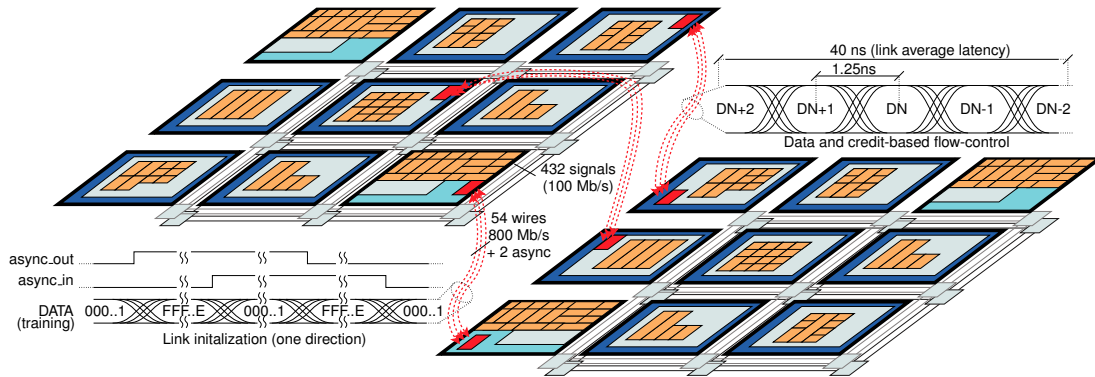 40 ns (link average latency)
1.25ns
DN+2 DN+1 DN DN-1 DN-2
Data and credit-based flow-control
432 signals
(100 Mb/s)
54 wires
800 Mb/s
+ 2 async
async_out
async_in
DATA
(training)
000..1 FFF..E 000..1 FFF..E 000..1
Link initalization (one direction)